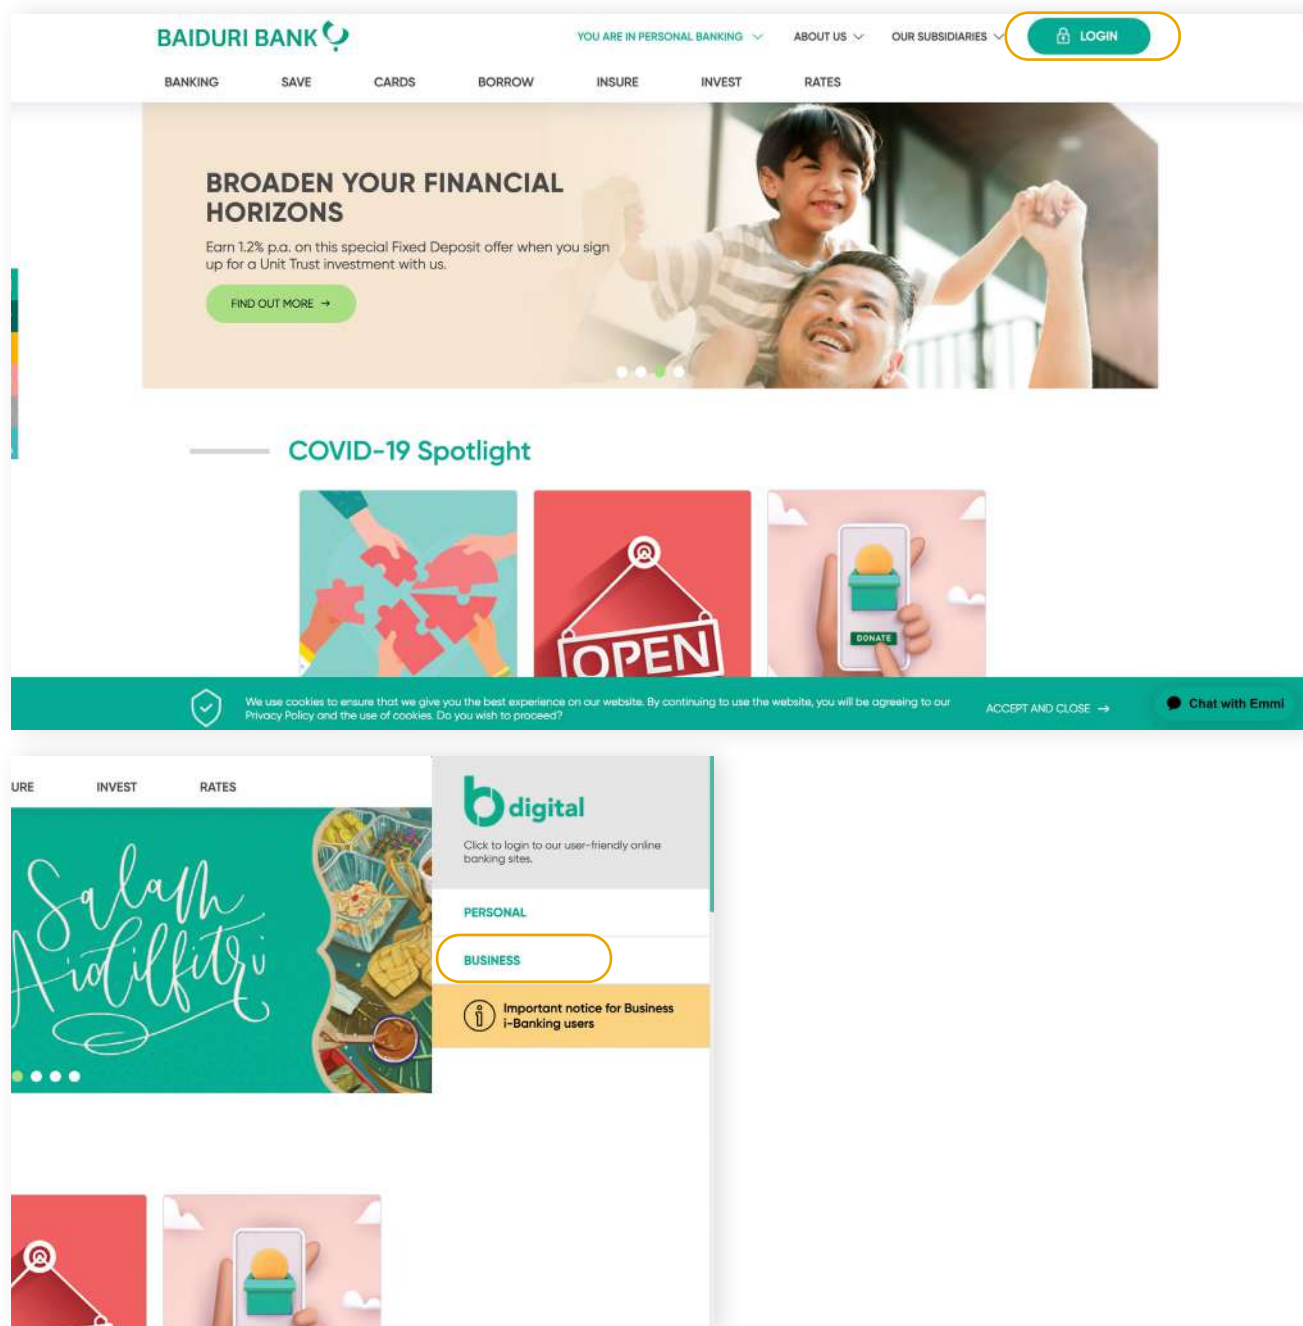 BAIDURI BANK
YOU ARE IN PERSONAL BANKING
ABOUT US
OUR SUBSIDIARIES
LOGIN
BANKING
SAVE
CARDS
BORROW
INSURE
INVEST
RATES
BROADEN YOUR FINANCIAL
HORIZONS
Earn 1.2% p.a. on this special Fixed Deposit offer when you sign
up for a Unit Trust investment with us.
FIND OUT MORE →
COVID-19 Spotlight
OPEN
DONATE
We use cookies to ensure that we give you the best experience on our website. By continuing to use the website, you will be agreeing to our
Privacy Policy and the use of cookies. Do you wish to proceed?
ACCEPT AND CLOSE →
Chat with Emmi
URE
INVEST
RATES
Salam
Aidilfitri
b digital
Click to login to our user-friendly online
banking sites.
PERSONAL
BUSINESS
Important notice for Business
i-Banking users